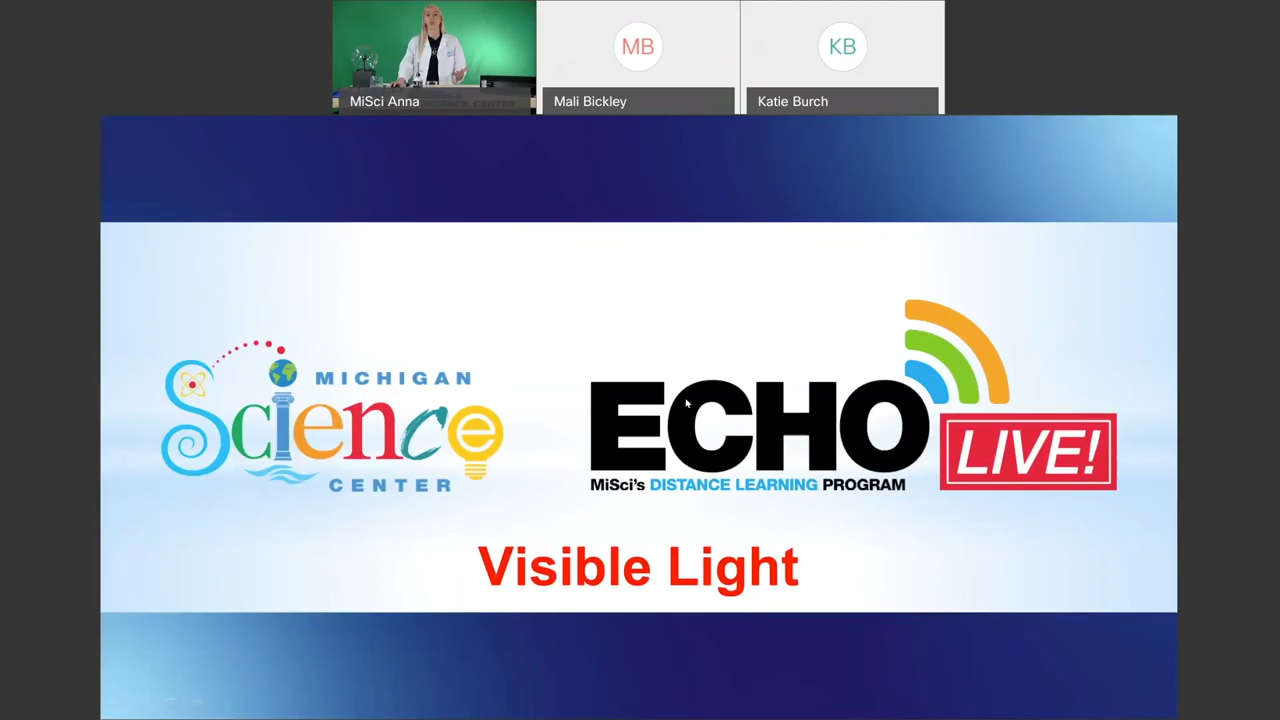 MiSci Anna
MB
Mali Bickley
KB
Katie Burch
MICHIGAN
Science
CENTER
ECHO
LIVE!
MiSci's DISTANCE LEARNING PROGRAM
Visible Light